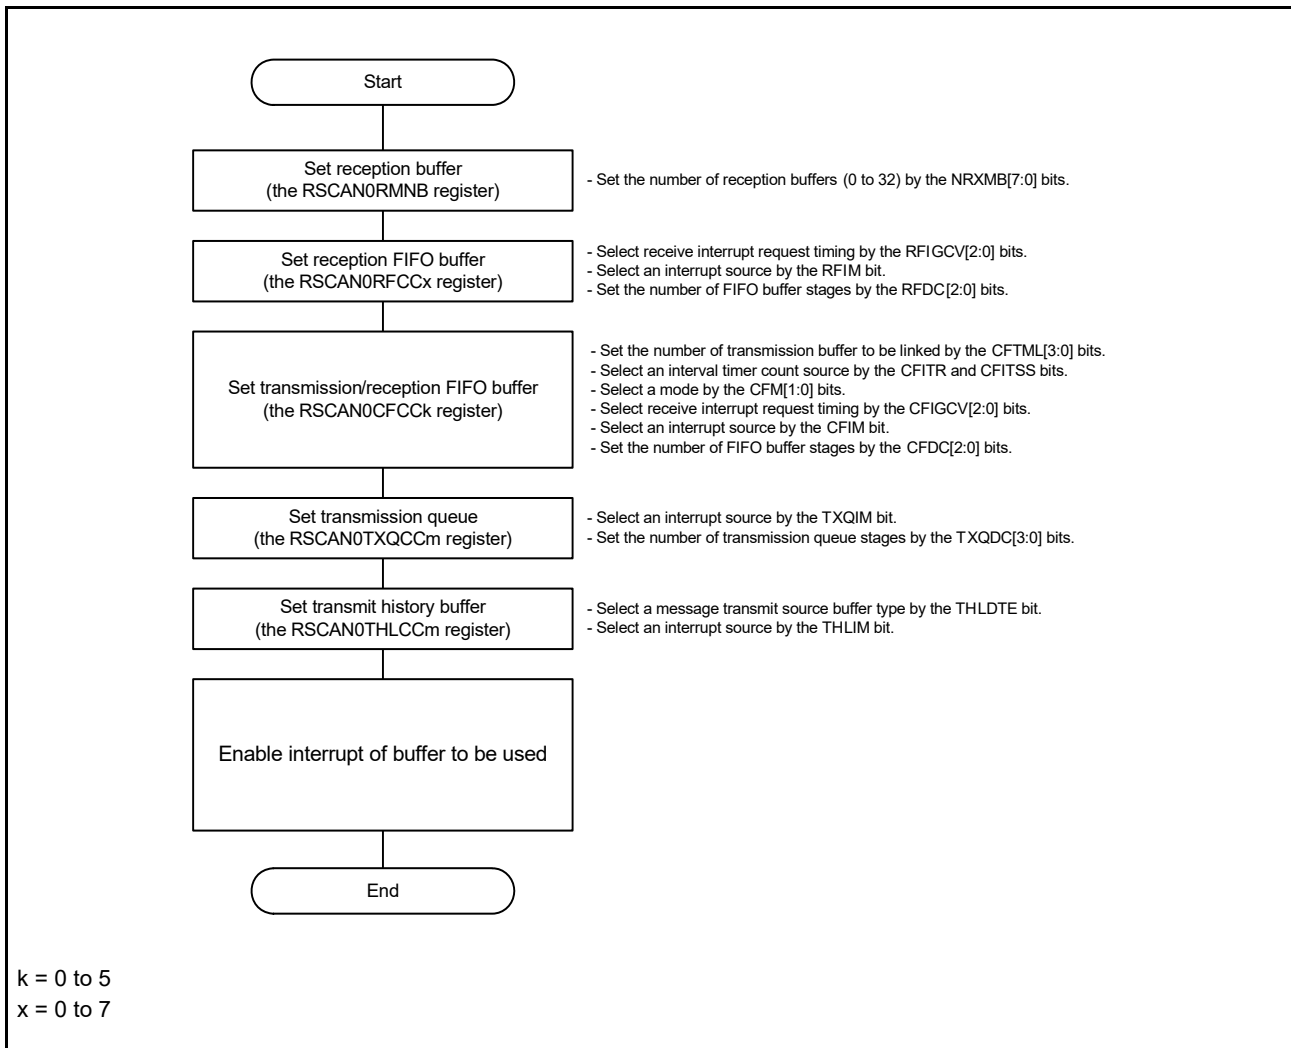 Start
Set reception buffer
(the RSCAN0RMNB register)
- Set the number of reception buffers (0 to 32) by the NRXMB[7:0] bits.
Set reception FIFO buffer
(the RSCAN0RFCCx register)
- Select receive interrupt request timing by the RFIGCV[2:0] bits.
- Select an interrupt source by the RFIM bit.
- Set the number of FIFO buffer stages by the RFDC[2:0] bits.
Set transmission/reception FIFO buffer
(the RSCAN0CFCCk register)
- Set the number of transmission buffer to be linked by the CFTML[3:0] bits.
- Select an interval timer count source by the CFITR and CFITSS bits.
- Select a mode by the CFM[1:0] bits.
- Select receive interrupt request timing by the CFIGCV[2:0] bits.
- Select an interrupt source by the CFIM bit.
- Set the number of FIFO buffer stages by the CFDC[2:0] bits.
Set transmission queue
(the RSCAN0TXQCCm register)
- Select an interrupt source by the TXQIM bit.
- Set the number of transmission queue stages by the TXQDC[3:0] bits.
Set transmit history buffer
(the RSCAN0THLCCm register)
- Select a message transmit source buffer type by the THLDTE bit.
- Select an interrupt source by the THLIM bit.
Enable interrupt of buffer to be used
End
k = 0 to 5
x = 0 to 7